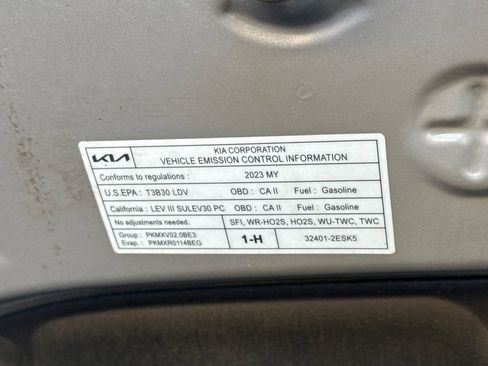 KIA
KIA CORPORATION
VEHICLE EMISSION CONTROL INFORMATION
Conforms to regulations : 2023 MY
U.S.EPA : T3B30 LDV OBD : CA II Fuel : Gasoline
California : LEV III SULEV30 PC OBD : CA II Fuel : Gasoline
No adjustments needed. SFI, WR-HO2S, HO2S, WU-TWC, TWC
Group : PKMXV02.0BE3
Evap. : PKMXR0114BEG
1-H 32401-2ESK5